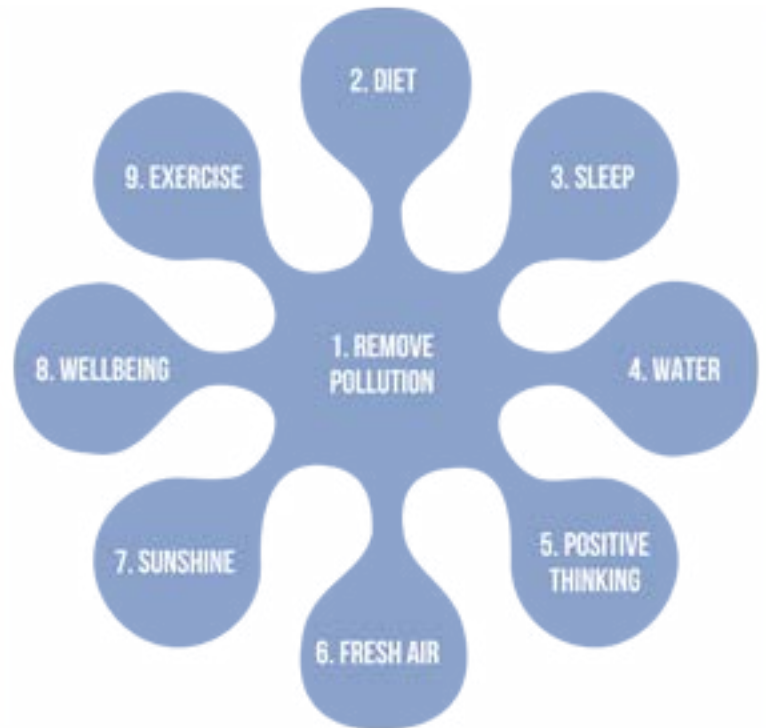 1. REMOVE
POLLUTION
2. DIET
3. SLEEP
4. WATER
5. POSITIVE
THINKING
6. FRESH AIR
7. SUNSHINE
8. WELLBEING
9. EXERCISE